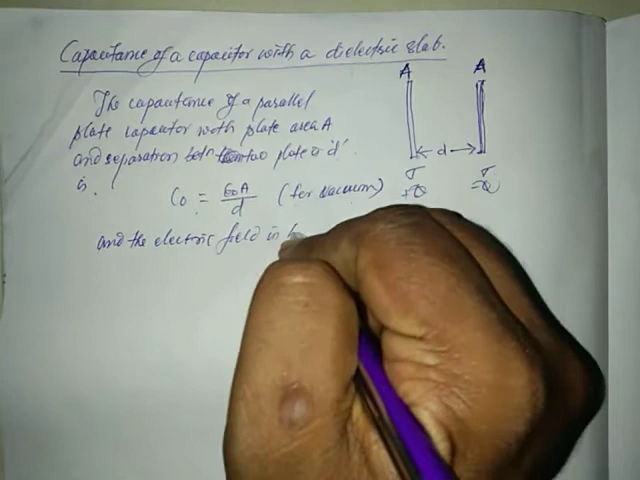 Capacitance of a capacitor with a dielectric slab.
A A
The capacitance of a parallel
plate capacitor with plate area A
and separation betn two plate is 'd'
is.
d
C₀ = ε₀A/d (for vacuum)
σ σ
+Q -Q
and the electric field in